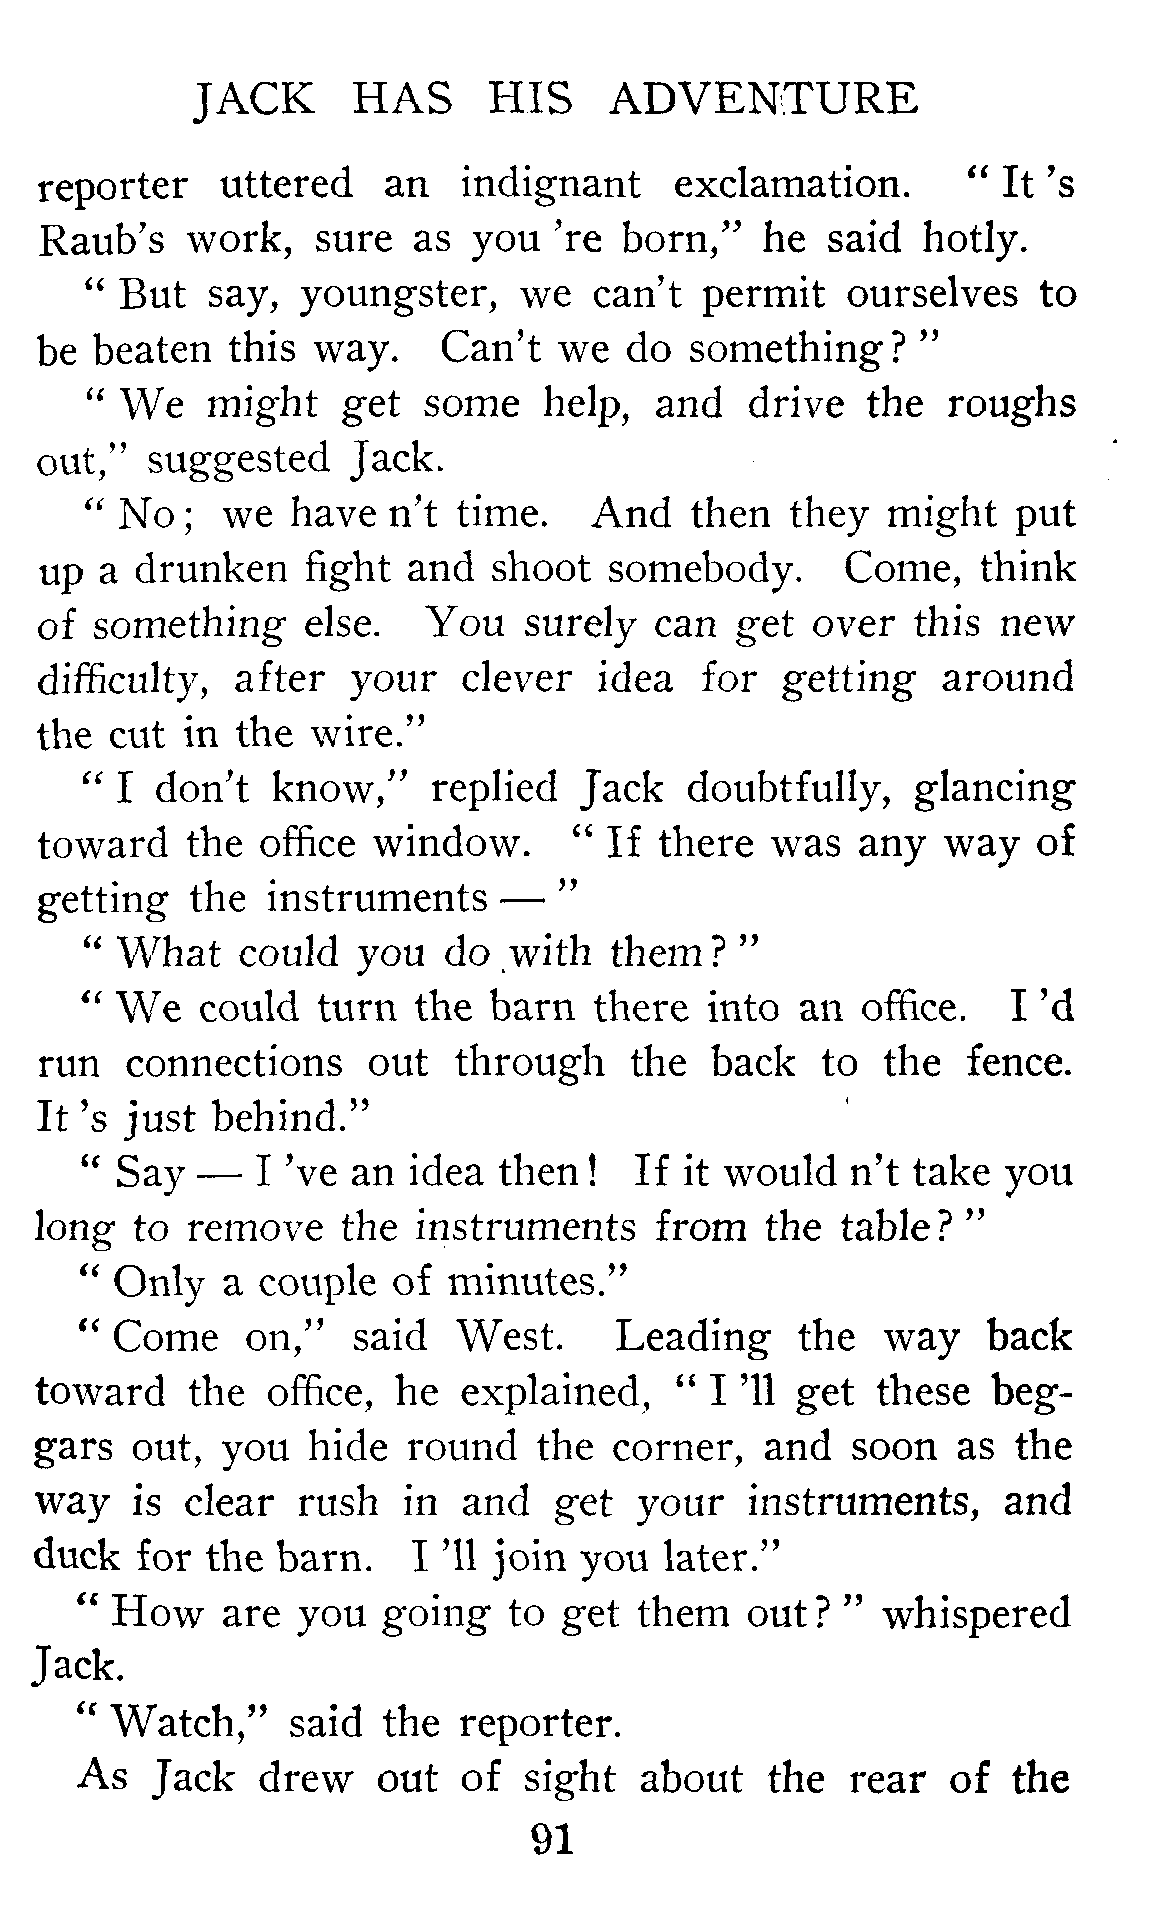 JACK HAS HIS ADVENTURE
reporter uttered an indignant exclamation. “ It ’s
Raub’s work, sure as you ’re born,” he said hotly.
“ But say, youngster, we can’t permit ourselves to
be beaten this way. Can’t we do something? ”
“ We might get some help, and drive the roughs
out,” suggested Jack.
“ No; we have n’t time. And then they might put
up a drunken fight and shoot somebody. Come, think
of something else. You surely can get over this new
difficulty, after your clever idea for getting around
the cut in the wire.”
“ I don’t know,” replied Jack doubtfully, glancing
toward the office window. “ If there was any way of
getting the instruments — ”
“ What could you do with them? ”
“ We could turn the barn there into an office. I ’d
run connections out through the back to the fence.
It ’s just behind.”
“ Say — I ’ve an idea then! If it would n’t take you
long to remove the instruments from the table? ”
“ Only a couple of minutes.”
“ Come on,” said West. Leading the way back
toward the office, he explained, “ I ’ll get these beg-
gars out, you hide round the corner, and soon as the
way is clear rush in and get your instruments, and
duck for the barn. I ’ll join you later.”
“ How are you going to get them out? ” whispered
Jack.
“ Watch,” said the reporter.
As Jack drew out of sight about the rear of the
91